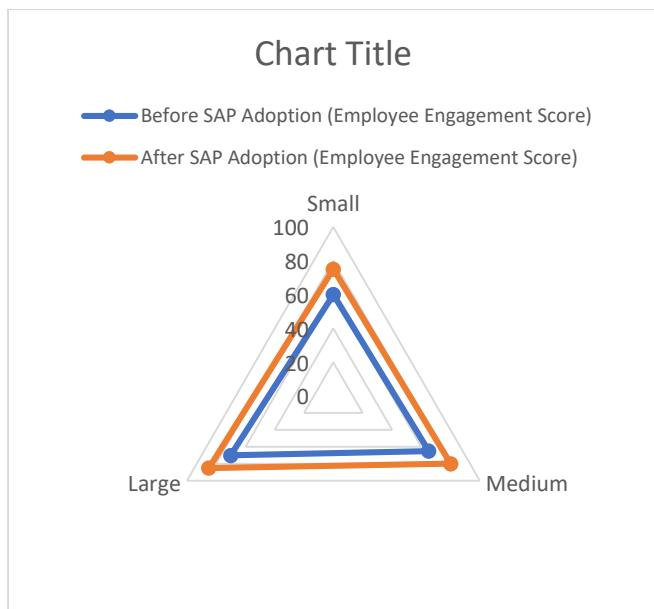 Chart Title
Before SAP Adoption (Employee Engagement Score)
After SAP Adoption (Employee Engagement Score)
Small
100
80
60
40
20
0
Large
Medium